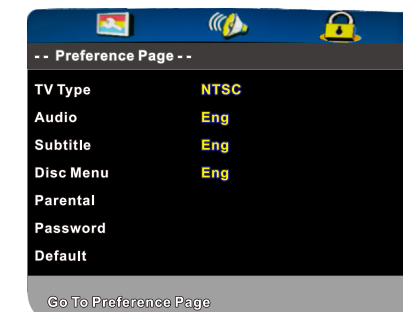 -- Preference Page --
TV Type NTSC
Audio Eng
Subtitle Eng
Disc Menu Eng
Parental
Password
Default
Go To Preference Page